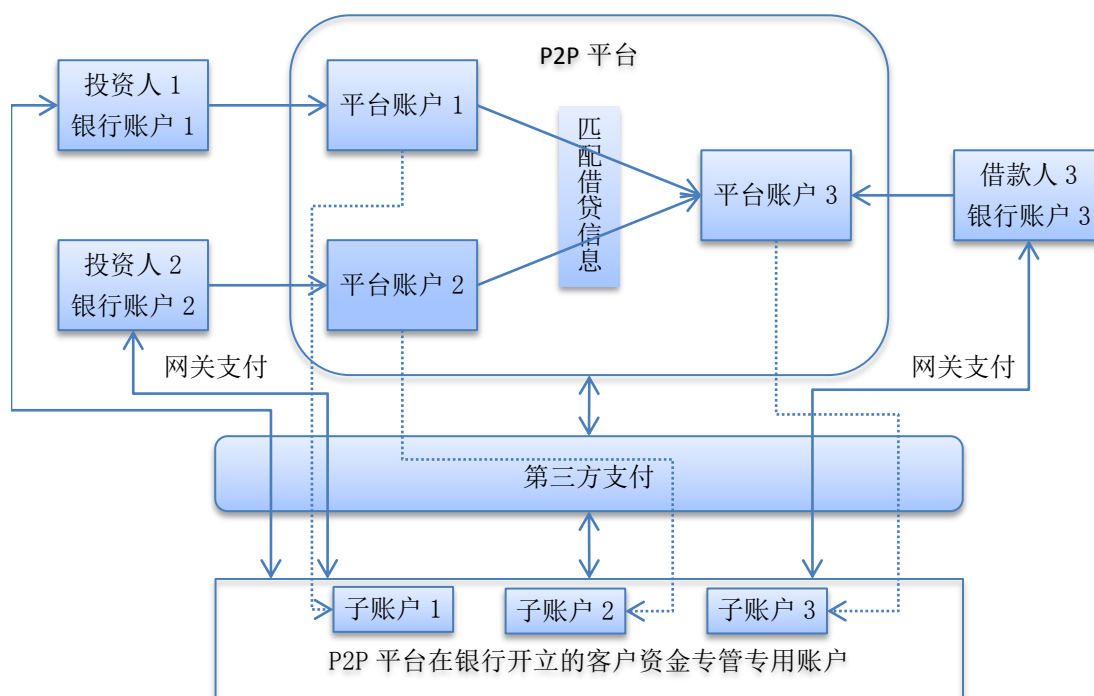 P2P 平台
投资人 1
银行账户 1
平台账户 1
匹配借贷信息
平台账户 3
借款人 3
银行账户 3
投资人 2
银行账户 2
平台账户 2
网关支付
网关支付
第三方支付
子账户 1
子账户 2
子账户 3
P2P 平台在银行开立的客户资金专管专用账户